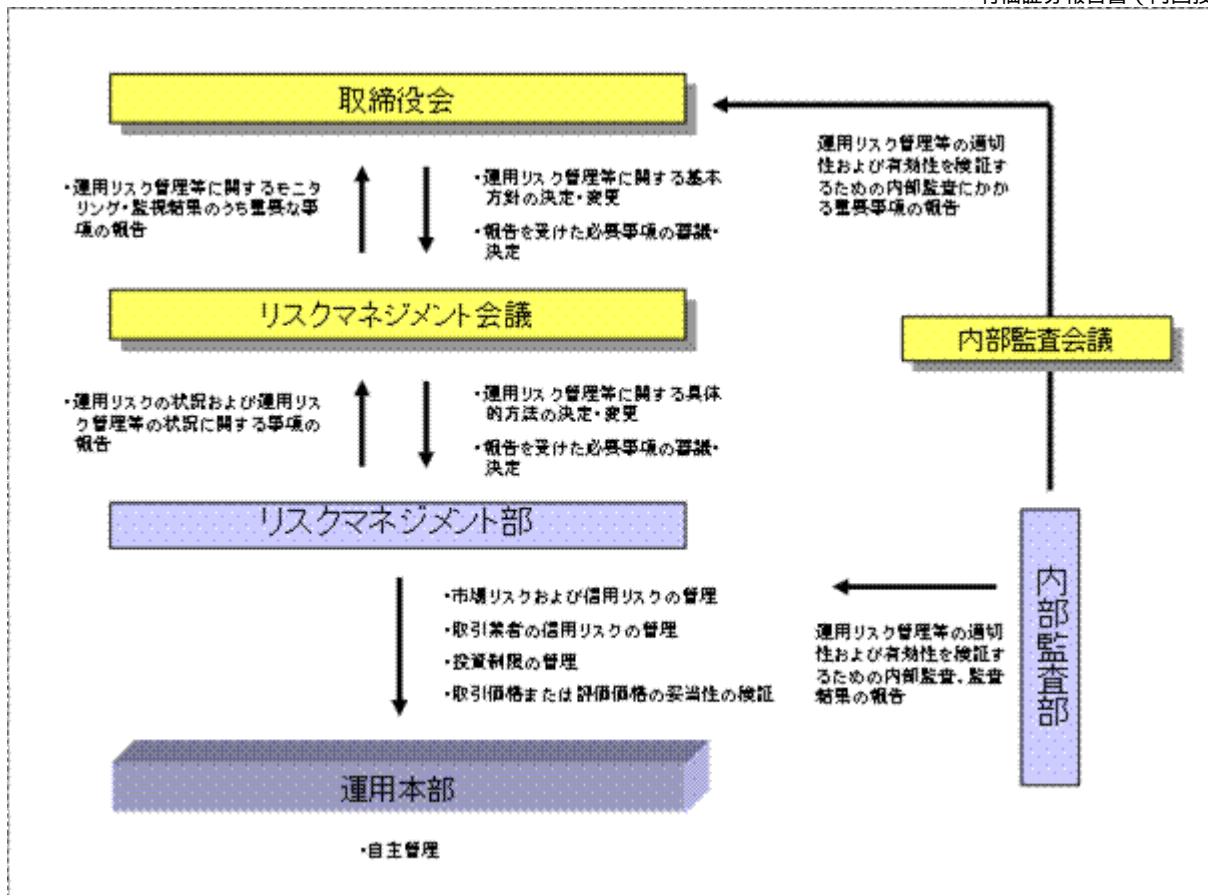 取締役会
・運用リスク管理等に関するモニタ
リング・監視結果のうち重要な事
項の報告
・運用リスク管理等に関する基本
方針の決定・変更
・報告を受けた必要事項の審議・
決定
運用リスク管理等の適切
性および有効性を検証す
るための内部監査にかか
る重要事項の報告
リスクマネジメント会議
内部監査会議
・運用リスクの状況および運用リス
ク管理等の状況に関する事項の
報告
・運用リスク管理等に関する具体
的方法の決定・変更
・報告を受けた必要事項の審議・
決定
リスクマネジメント部
内部監査部
・市場リスクおよび信用リスクの管理
・取引業者の信用リスクの管理
・投資制限の管理
・取引価格または評価価格の妥当性の検証
運用リスク管理等の適切
性および有効性を検証す
るための内部監査、監査
結果の報告
運用本部
・自主管理